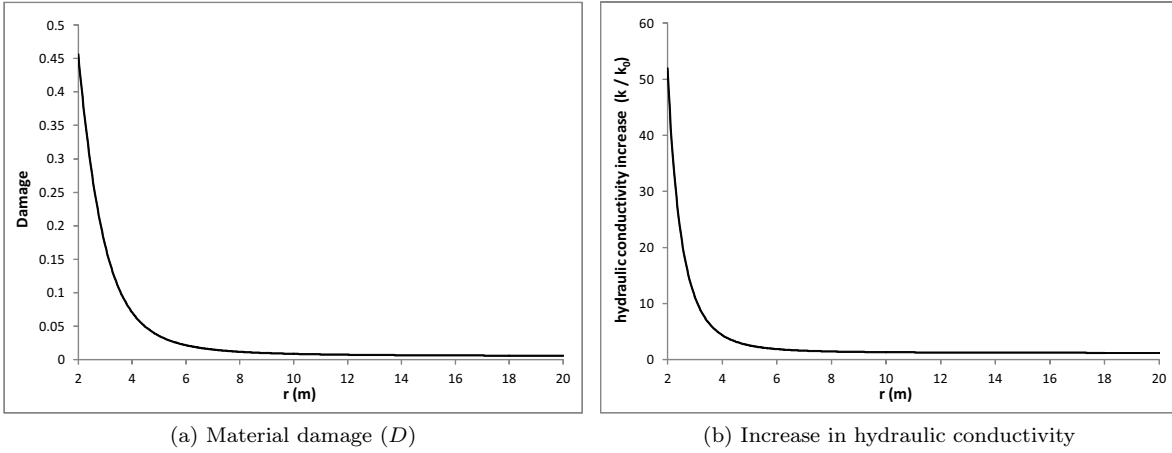 0.5
0.45
0.4
0.35
0.3
0.25
0.2
0.15
0.1
0.05
0
Damage
2 4 6 8 10 12 14 16 18 20
r (m)
(a) Material damage (D)
60
50
40
30
20
10
0
hydraulic conductivity increase (k / k₀)
2 4 6 8 10 12 14 16 18 20
r (m)
(b) Increase in hydraulic conductivity